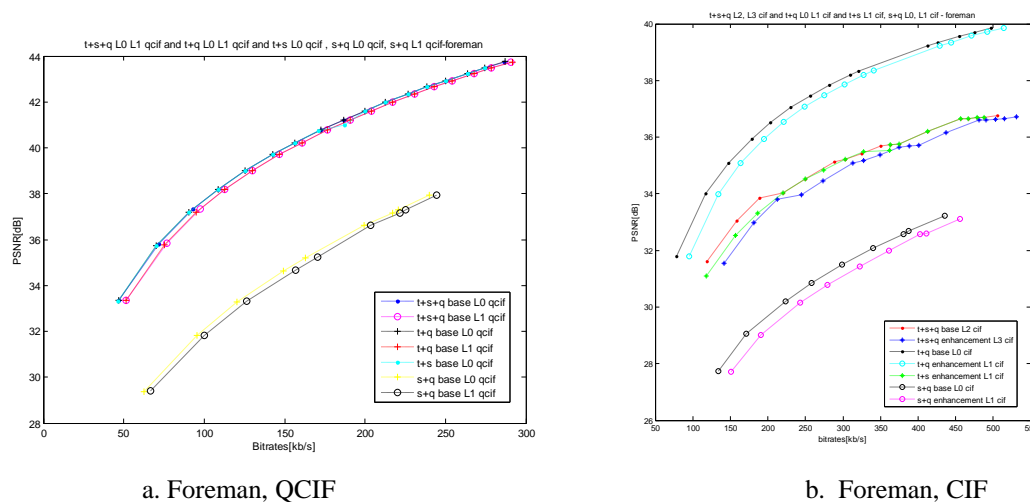 t+s+q L0 L1 qcif and t+q L0 L1 qcif and t+s L0 qcif , s+q L0 qcif, s+q L1 qcif-foreman
PSNR[dB]
44
42
40
38
36
34
32
30
28
0
50
100
150
200
250
300
Bitrates[kb/s]
t+s+q base L0 qcif
t+s+q base L1 qcif
t+q base L0 qcif
t+q base L1 qcif
t+s base L0 qcif
s+q base L0 qcif
s+q base L1 qcif
a. Foreman, QCIF
t+s+q L2, L3 cif and t+q L0 L1 cif and t+s L1 cif, s+q L0, L1 cif - foreman
PSNR[dB]
40
38
36
34
32
30
28
26
50
100
150
200
250
300
350
400
450
500
55
bitrates[kb/s]
t+s+q base L2 cif
t+s+q enhancement L3 cif
t+q base L0 cif
t+q enhancement L1 cif
t+s enhancement L1 cif
s+q base L0 cif
s+q enhancement L1 cif
b. Foreman, CIF